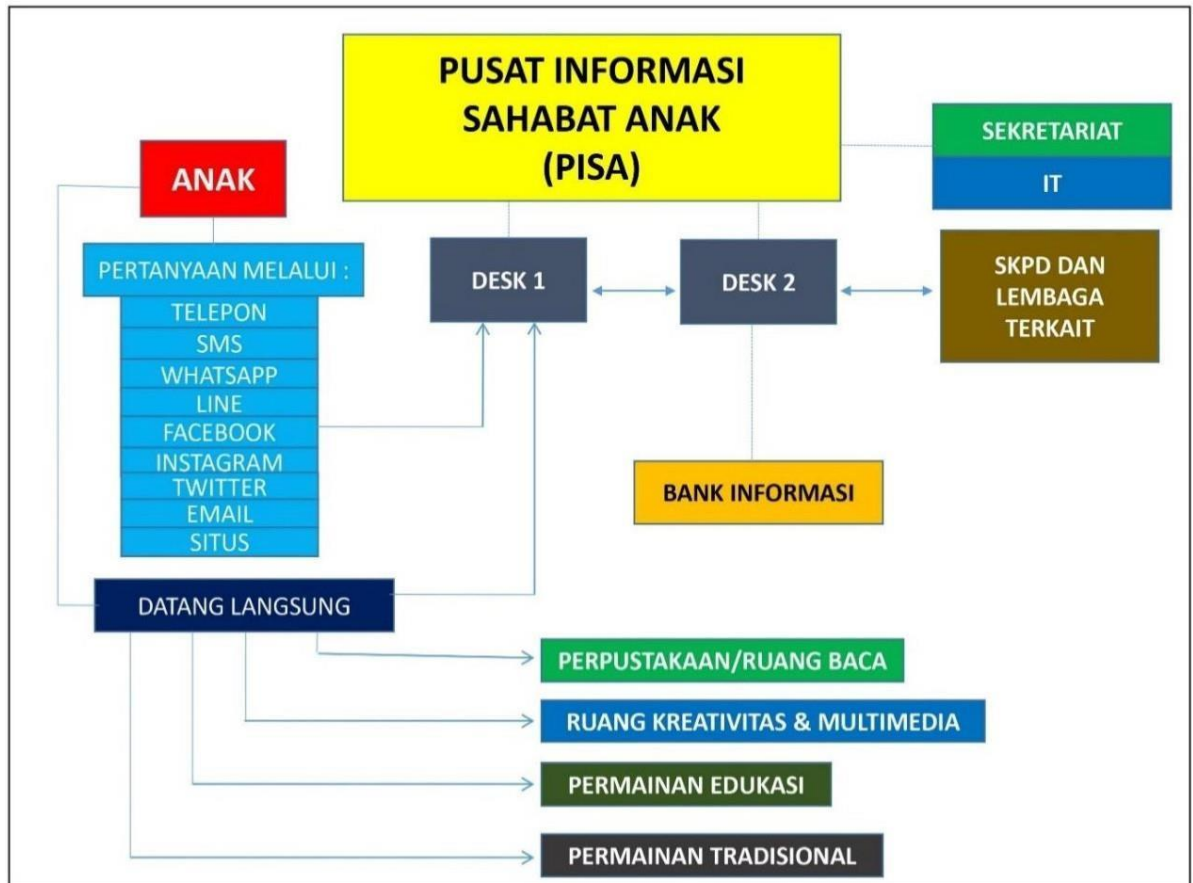 PUSAT INFORMASI
SAHABAT ANAK
(PISA)
SEKRETARIAT
IT
ANAK
PERTANYAAN MELALUI :
TELEPON
SMS
WHATSAPP
LINE
FACEBOOK
INSTAGRAM
TWITTER
EMAIL
SITUS
DESK 1
DESK 2
SKPD DAN
LEMBAGA
TERKAIT
BANK INFORMASI
DATANG LANGSUNG
PERPUSTAKAAN/RUANG BACA
RUANG KREATIVITAS & MULTIMEDIA
PERMAINAN EDUKASI
PERMAINAN TRADISIONAL